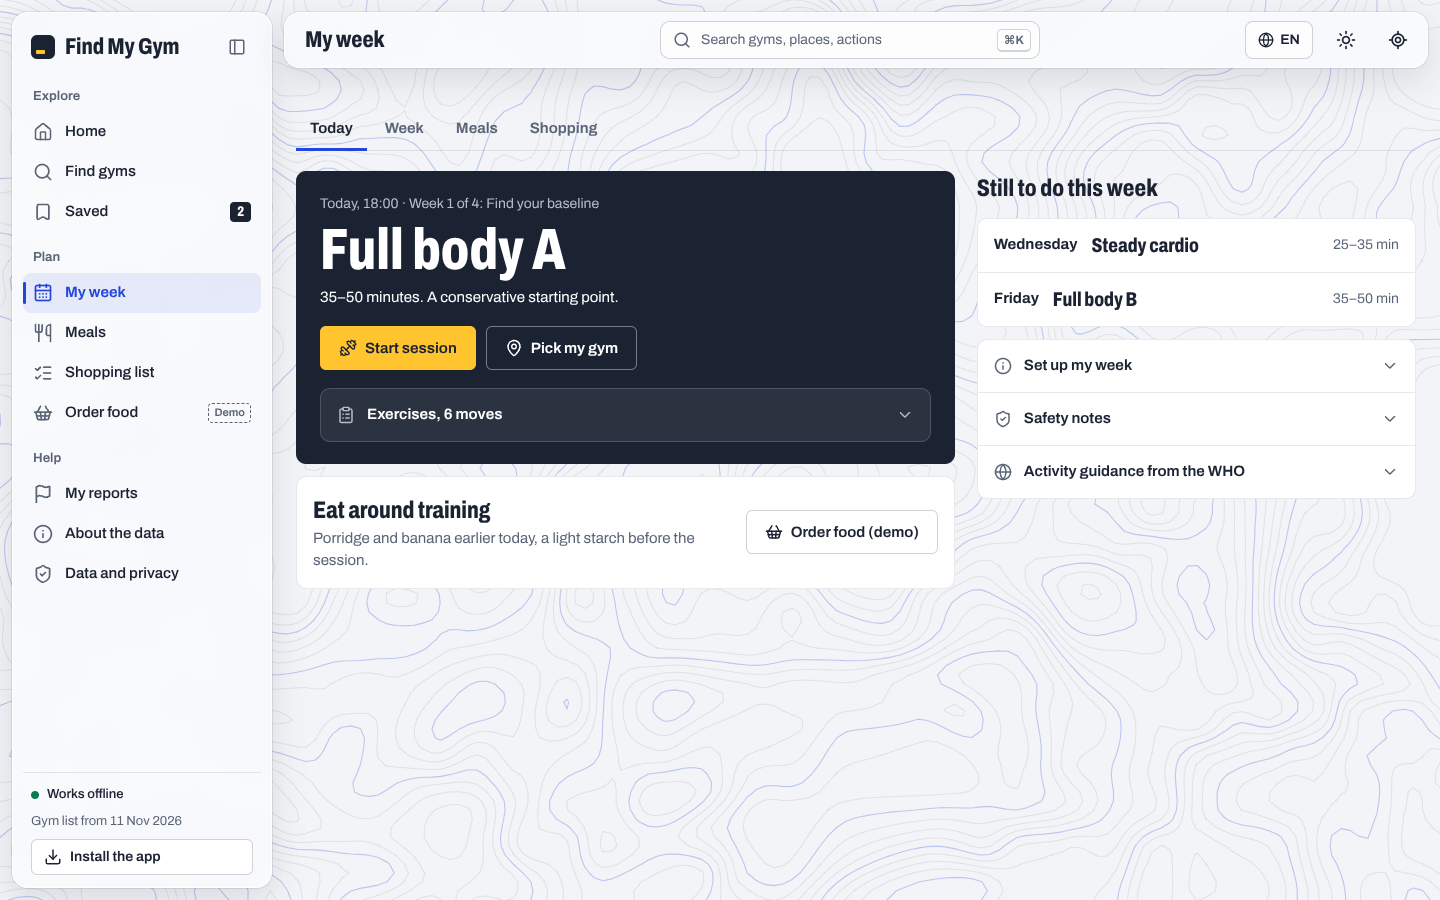 Find My Gym
Explore
Home
Find gyms
Saved
2
Plan
My week
Meals
Shopping list
Order food
Demo
Help
My reports
About the data
Data and privacy
Works offline
Gym list from 11 Nov 2026
Install the app
My week
Search gyms, places, actions
⌘K
EN
Today
Week
Meals
Shopping
Today, 18:00 · Week 1 of 4: Find your baseline
Full body A
35–50 minutes. A conservative starting point.
Start session
Pick my gym
Exercises, 6 moves
Eat around training
Porridge and banana earlier today, a light starch before the
session.
Order food (demo)
Still to do this week
Wednesday Steady cardio 25–35 min
Friday Full body B 35–50 min
Set up my week
Safety notes
Activity guidance from the WHO